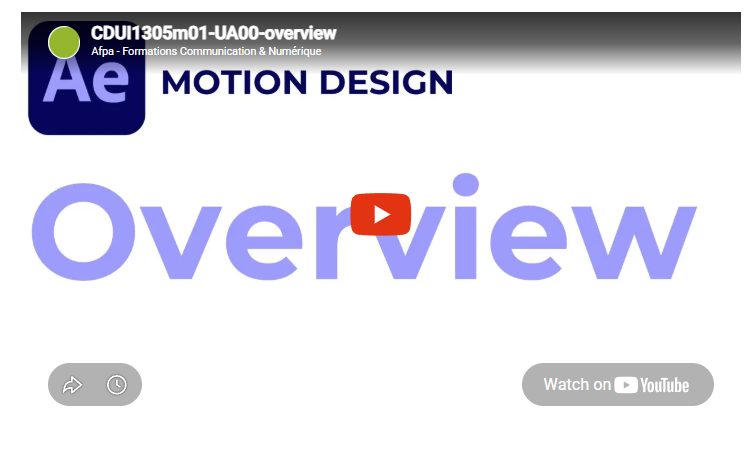 CDUI1305m01-UA00-overview
Afpa - Formations Communication & Numérique
Ae
MOTION DESIGN
Overview
Watch on YouTube